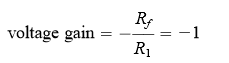 voltage gain = −R_f/R_1 = −1